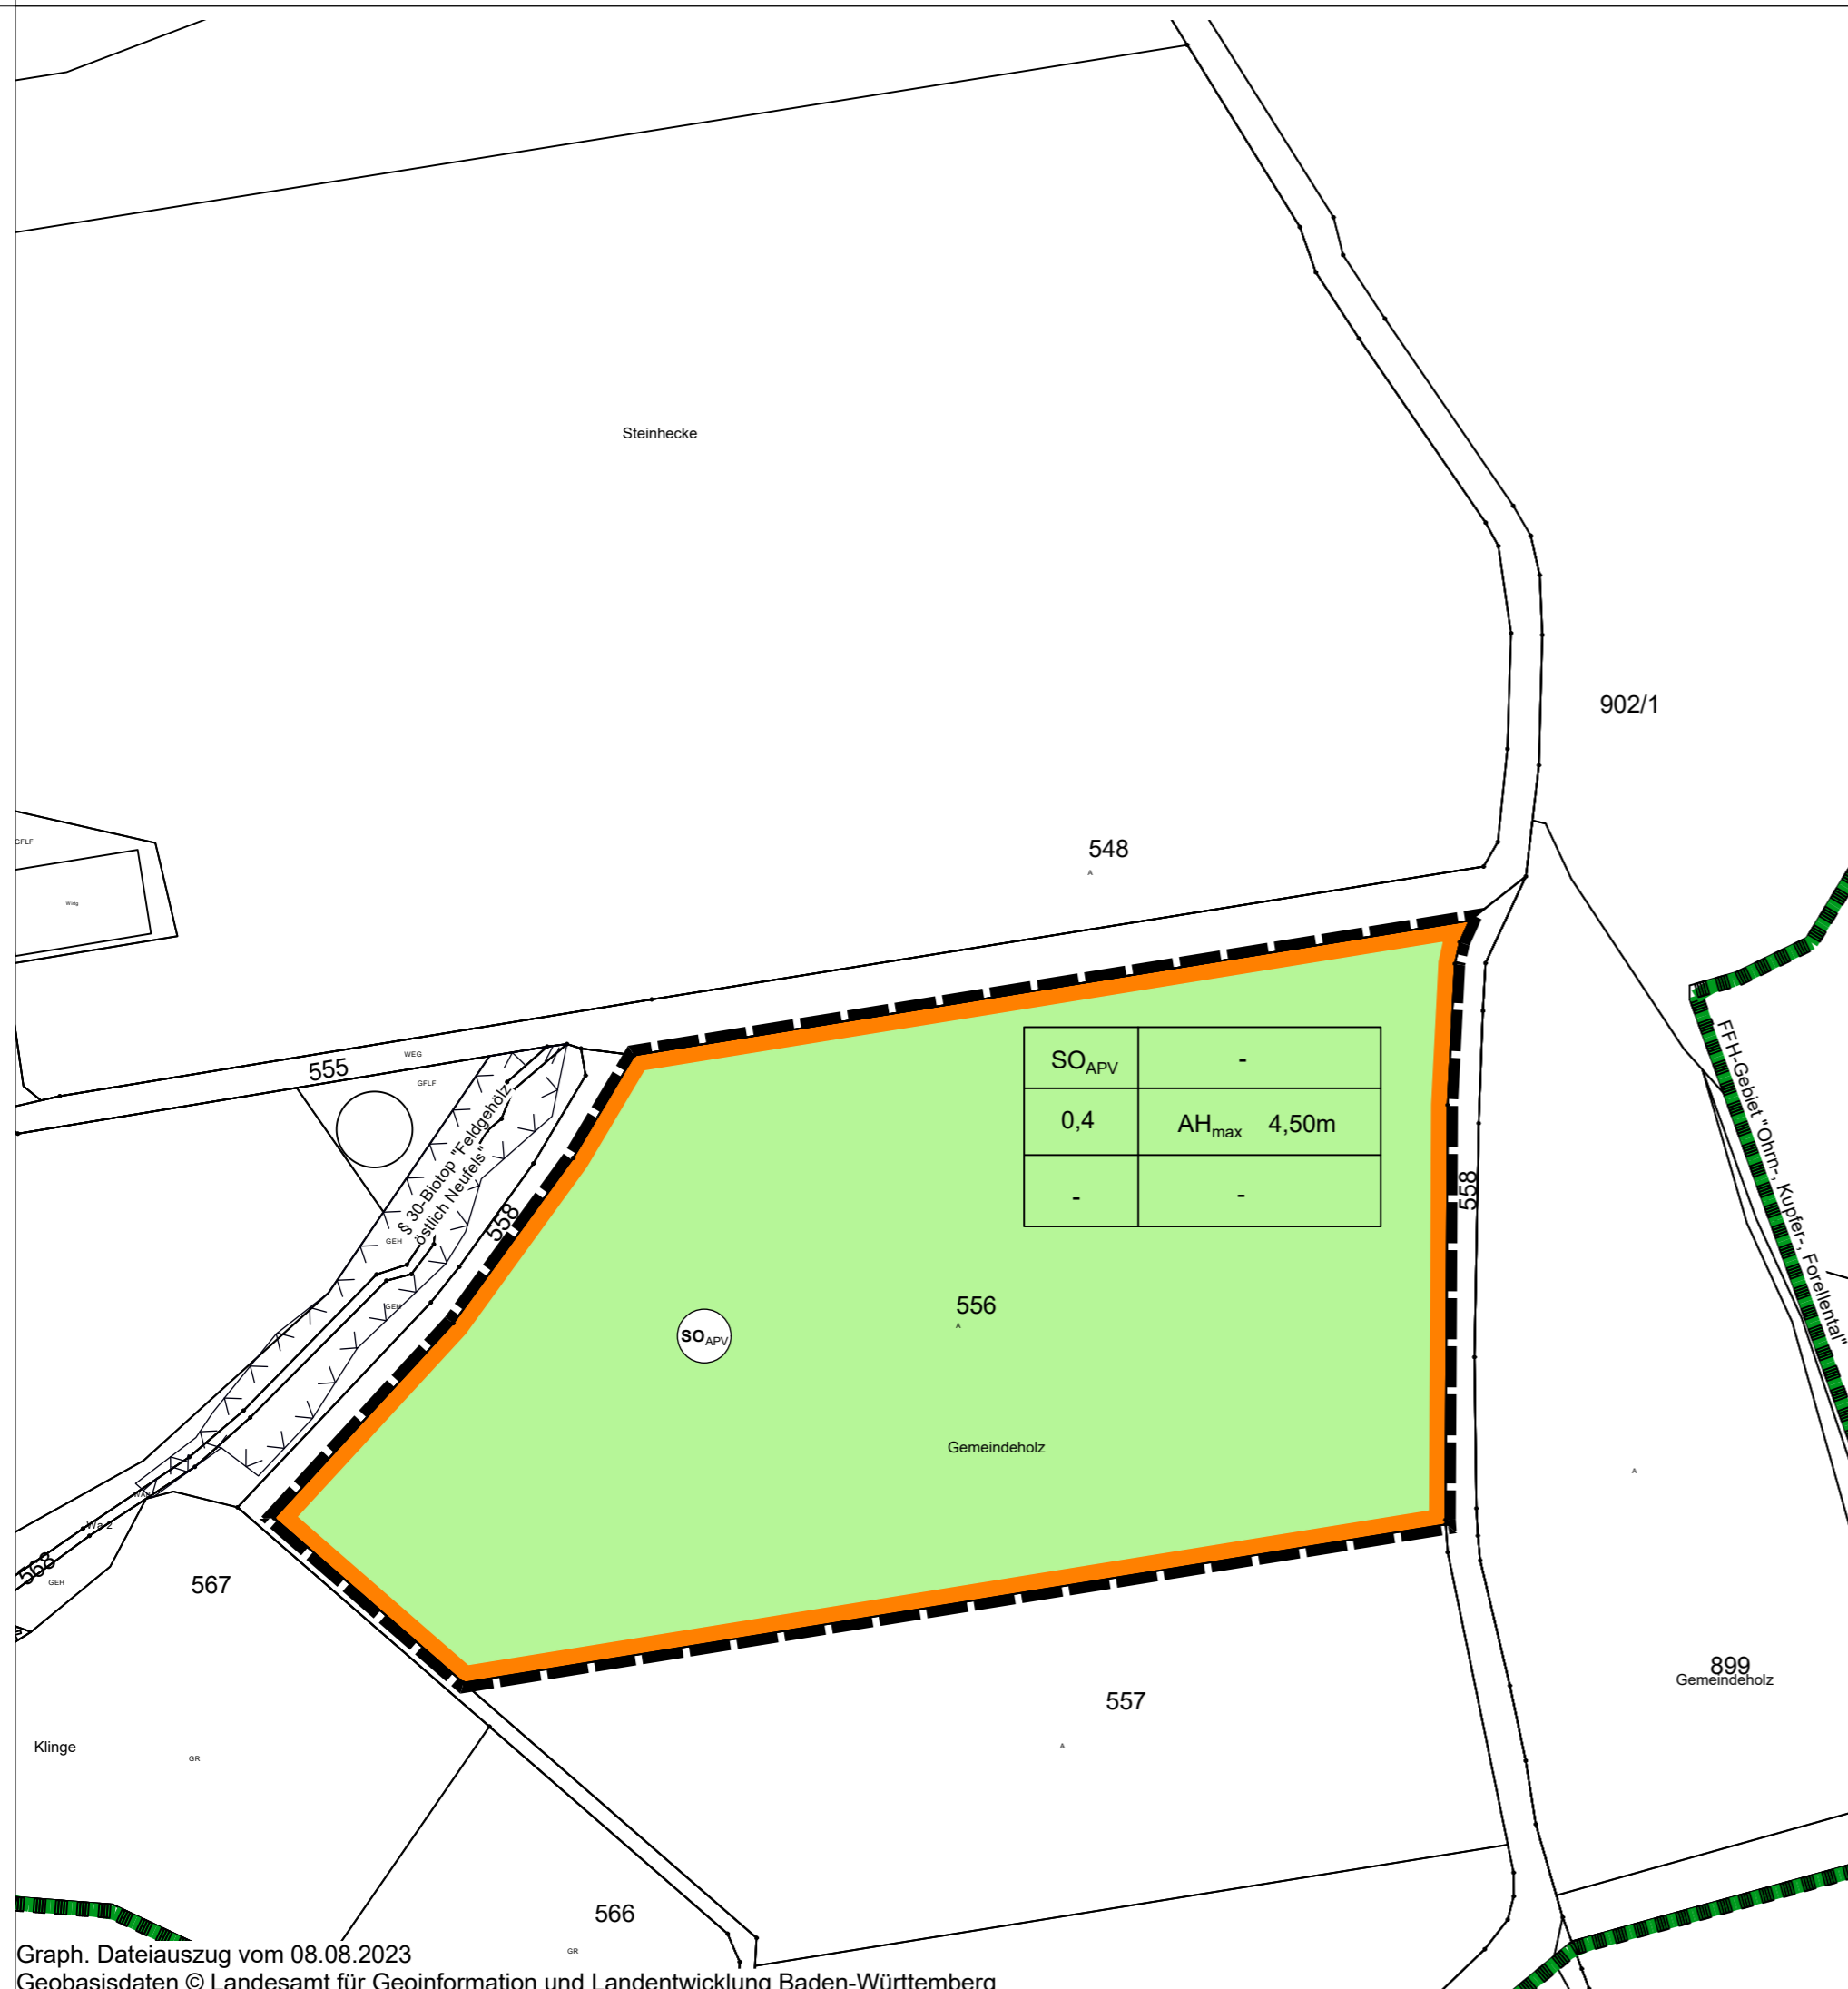 Steinhecke
902/1
548
A
GFLF
Wirtg
WEG
555
GFLF
§ 30-Biotop "Feldgehölz
östlich Neufels"
558
GEH
GEH
SO APV -
0,4 AH max 4,50m
- -
558
FFH-Gebiet "Ohrn-, Kupfer-, Forellental"
556
A
SO APV
Gemeindeholz
A
Wa 2
568
GEH
567
899
Gemeindeholz
557
A
Klinge
GR
566
GR
Graph. Dateiauszug vom 08.08.2023
Geobasisdaten © Landesamt für Geoinformation und Landentwicklung Baden-Württemberg